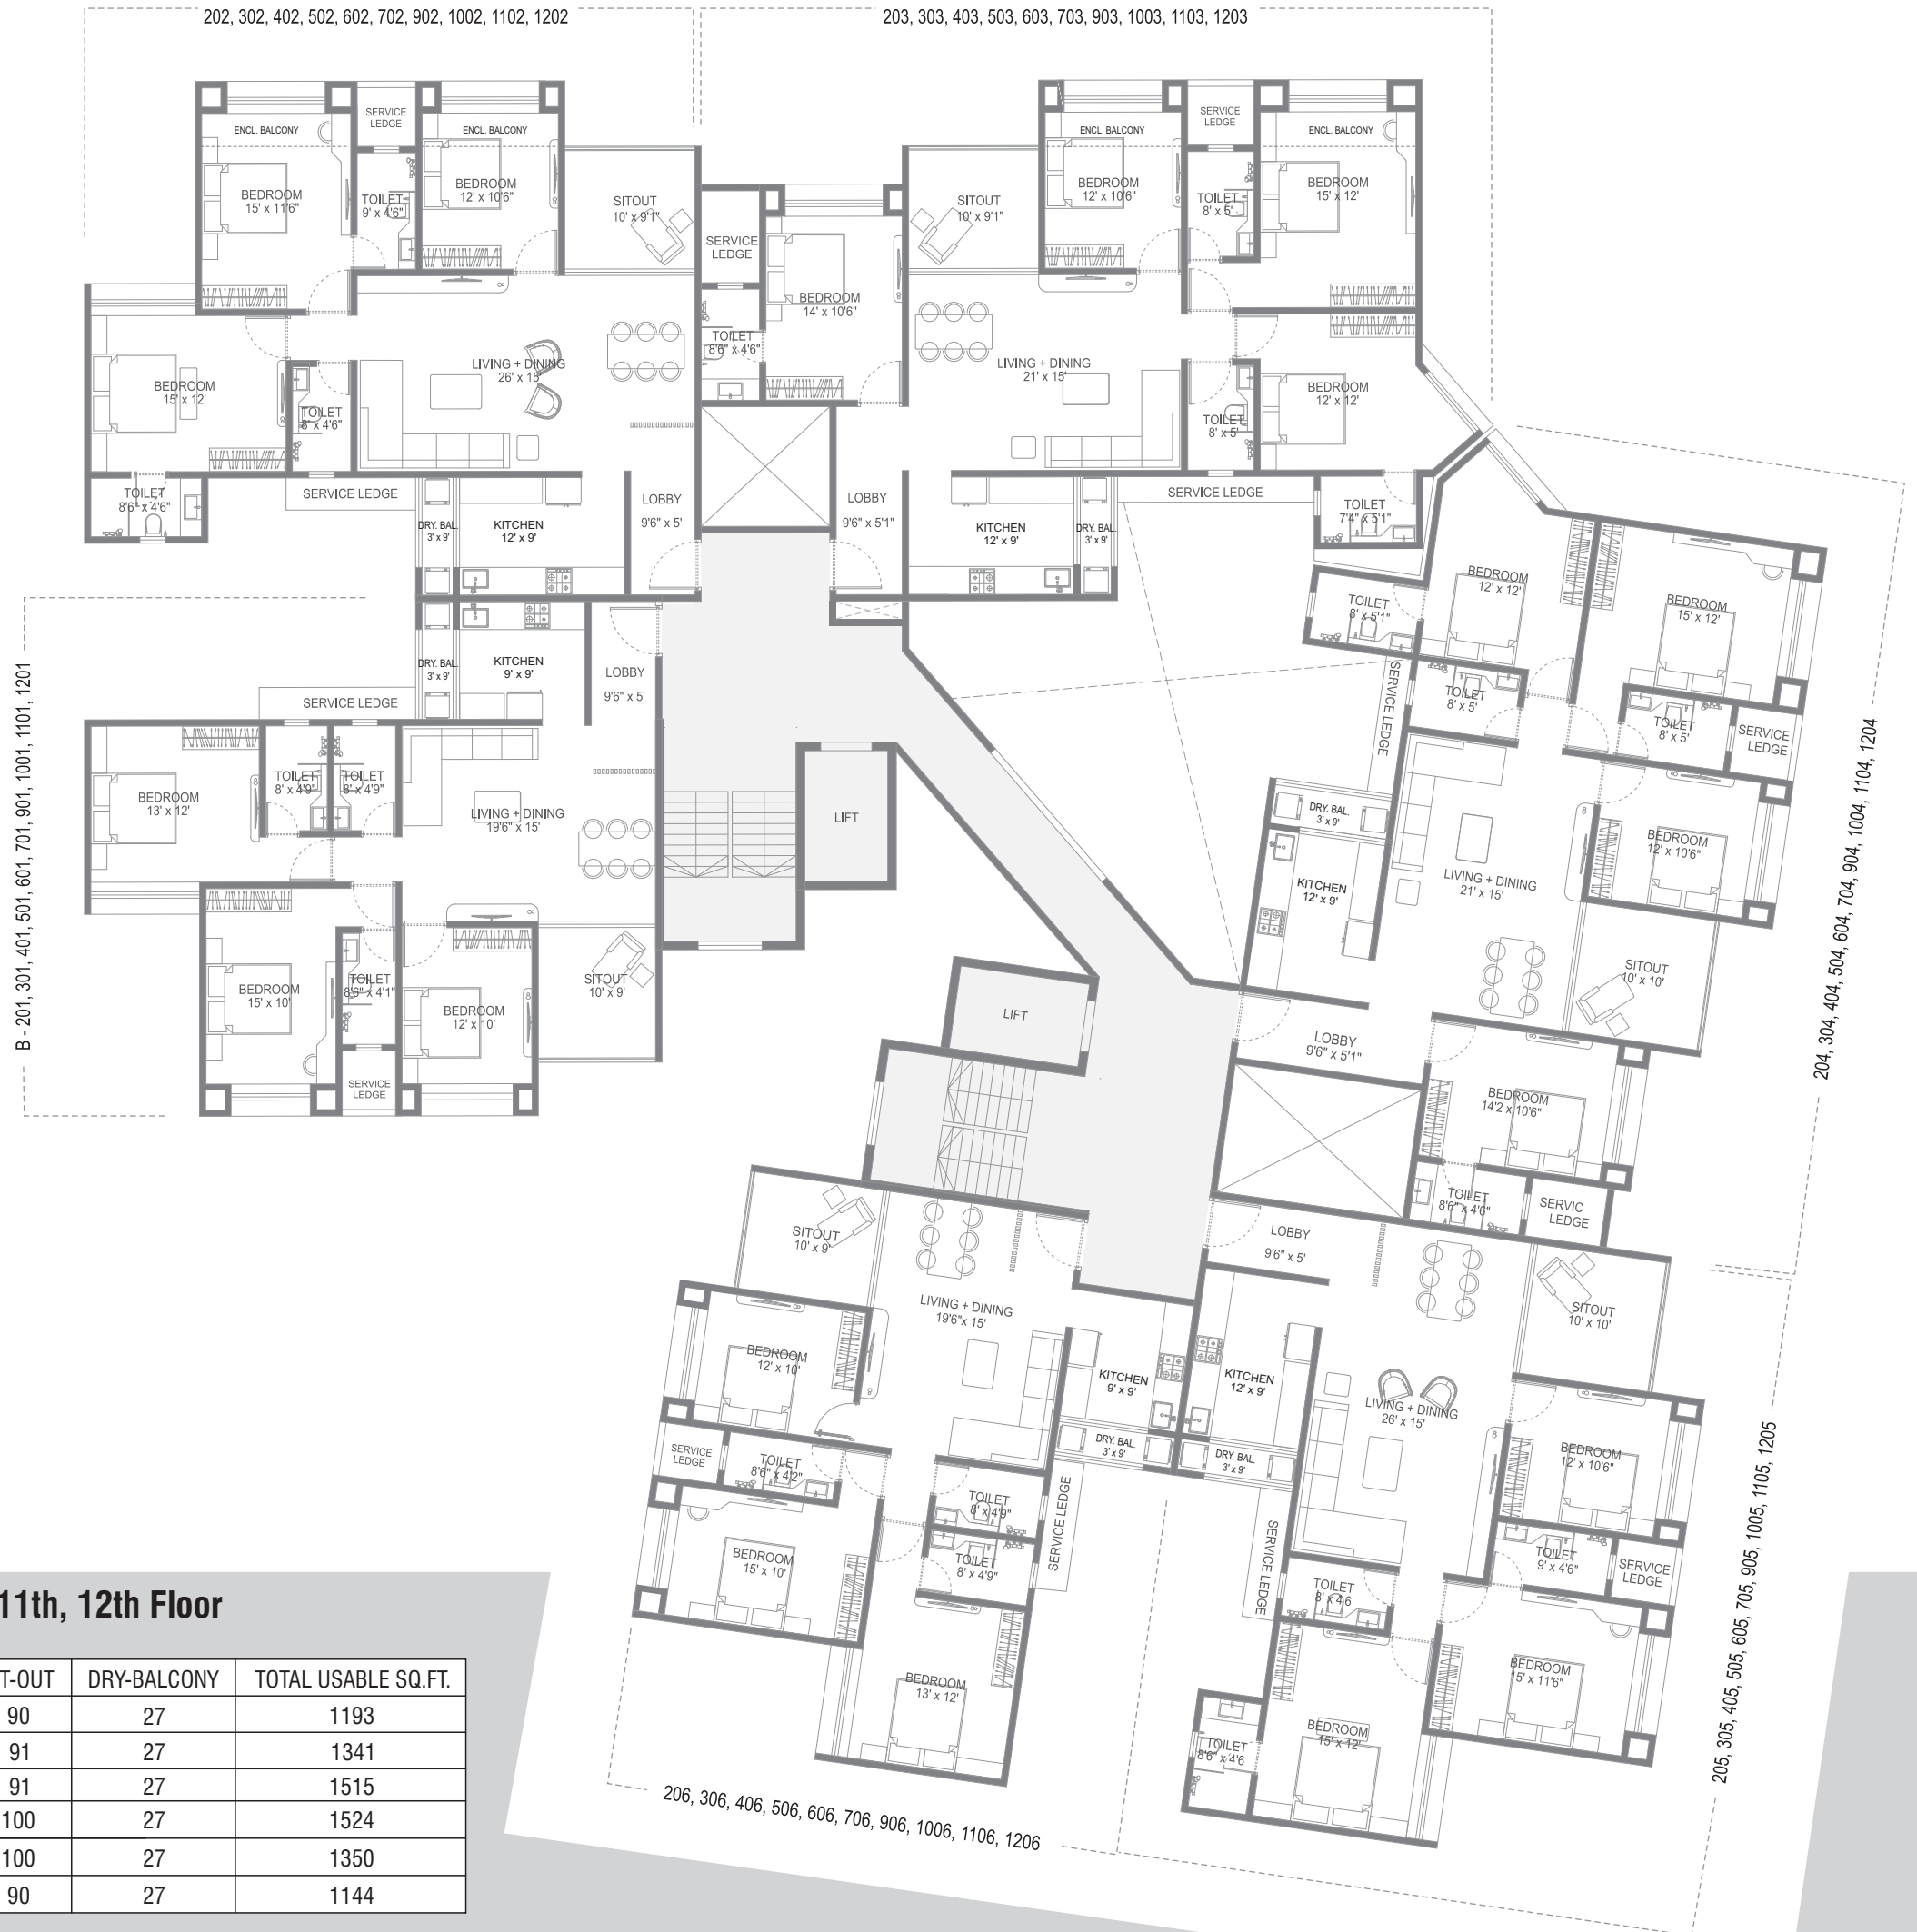 202, 302, 402, 502, 602, 702, 902, 1002, 1102, 1202
203, 303, 403, 503, 603, 703, 903, 1003, 1103, 1203
ENCL. BALCONY
SERVICE
LEDGE
ENCL. BALCONY
BEDROOM
15' x 11'6"
TOILET
9' x 4'6"
BEDROOM
12' x 10'6"
SITOUT
10' x 9'1"
BEDROOM
15' x 12'
TOILET
8' x 4'6"
LIVING + DINING
26' x 15'
TOILET
8'6" x 4'6"
SERVICE LEDGE
DRY. BAL.
3' x 9'
KITCHEN
12' x 9'
LOBBY
9'6" x 5'
SERVICE
LEDGE
BEDROOM
14' x 10'6"
TOILET
8'6" x 4'6"
SITOUT
10' x 9'1"
ENCL. BALCONY
SERVICE
LEDGE
ENCL. BALCONY
BEDROOM
12' x 10'6"
TOILET
8' x 5'
BEDROOM
15' x 12'
LIVING + DINING
21' x 15'
TOILET
8' x 5'
BEDROOM
12' x 12'
LOBBY
9'6" x 5'1"
KITCHEN
12' x 9'
DRY. BAL.
3' x 9'
SERVICE LEDGE
TOILET
7'4" x 5'1"
B - 201, 301, 401, 501, 601, 701, 901, 1001, 1101, 1201
DRY. BAL.
3' x 9'
KITCHEN
9' x 9'
LOBBY
9'6" x 5'
SERVICE LEDGE
BEDROOM
13' x 12'
TOILET
8' x 4'9"
TOILET
8' x 4'9"
LIVING + DINING
19'6" x 15'
BEDROOM
15' x 10'
TOILET
8'6" x 4'1"
BEDROOM
12' x 10'
SITOUT
10' x 9'
SERVICE
LEDGE
LIFT
LIFT
TOILET
8' x 5'1"
BEDROOM
12' x 12'
BEDROOM
15' x 12'
SERVICE LEDGE
TOILET
8' x 5'
TOILET
8' x 5'
SERVICE
LEDGE
DRY. BAL.
3' x 9'
BEDROOM
12' x 10'6"
KITCHEN
12' x 9'
LIVING + DINING
21' x 15'
SITOUT
10' x 10'
LOBBY
9'6" x 5'1"
BEDROOM
14'2 x 10'6"
TOILET
8'6" x 4'6"
SERVIC
LEDGE
204, 304, 404, 504, 604, 704, 904, 1004, 1104, 1204
LOBBY
9'6" x 5'
SITOUT
10' x 10'
KITCHEN
12' x 9'
LIVING + DINING
26' x 15'
BEDROOM
12' x 10'6"
DRY. BAL.
3' x 9'
SERVICE LEDGE
TOILET
9' x 4'6"
SERVICE
LEDGE
TOILET
8' x 4'6
BEDROOM
15' x 11'6"
BEDROOM
15' x 12'
TOILET
8'6" x 4'6
205, 305, 405, 505, 605, 705, 905, 1005, 1105, 1205
SITOUT
10' x 9'
LIVING + DINING
19'6"x 15'
BEDROOM
12' x 10'
KITCHEN
9' x 9'
DRY. BAL.
3' x 9'
SERVICE
LEDGE
TOILET
8'6" x 4'2"
TOILET
8' x 4'9"
SERVICE LEDGE
BEDROOM
15' x 10'
TOILET
8' x 4'9"
BEDROOM
13' x 12'
206, 306, 406, 506, 606, 706, 906, 1006, 1106, 1206
11th, 12th Floor
T-OUT DRY-BALCONY TOTAL USABLE SQ.FT.
90 27 1193
91 27 1341
91 27 1515
100 27 1524
100 27 1350
90 27 1144